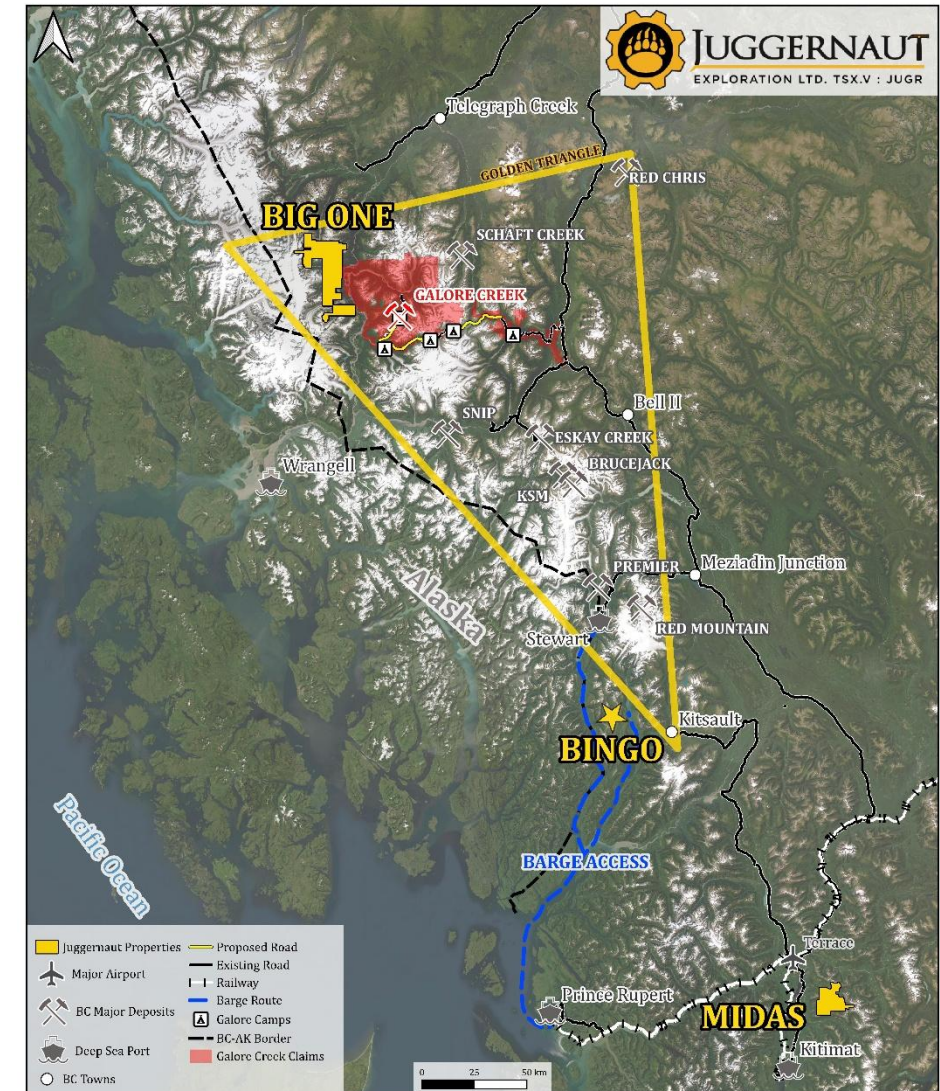 JUGGERNAUT
EXPLORATION LTD. TSX.V : JUGR
Telegraph Creek
GOLDEN TRIANGLE
RED CHRIS
BIG ONE
SCHAFT CREEK
GALORE CREEK
Bell II
SNIP
ESKAY CREEK
BRUCEJACK
Wrangell
KSM
PREMIER
Meziadin Junction
Alaska
Stewart
RED MOUNTAIN
Kitsault
BINGO
Pacific Ocean
BARGE ACCESS
Terrace
Prince Rupert
MIDAS
Kitimat
Juggernaut Properties
Major Airport
BC Major Deposits
Deep Sea Port
BC Towns
Proposed Road
Existing Road
Railway
Barge Route
Galore Camps
BC-AK Border
Galore Creek Claims
0 25 50 km